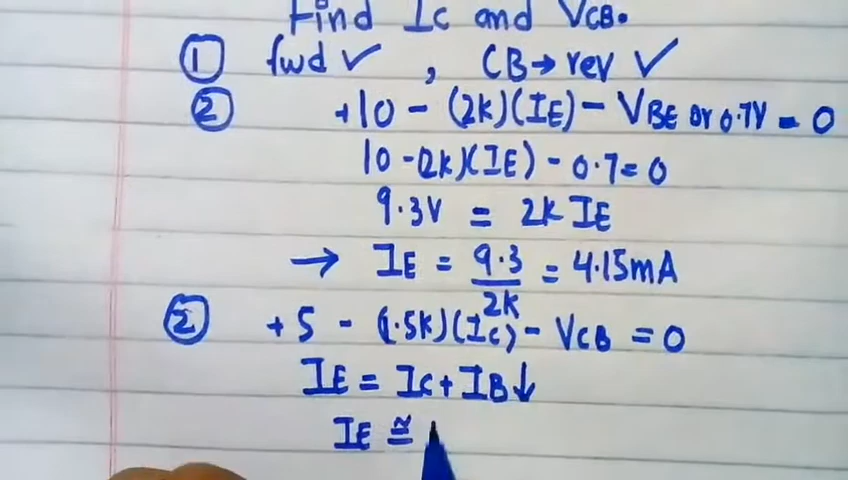 Find IC and VCB.
1 fwd ✓, CB→rev ✓
2 +10 - (2K)(IE) - VBE or 0.7V = 0
10 - (2K)(IE) - 0.7 = 0
9.3V = 2K IE
→ IE = 9.3/2K = 4.15mA
2 +5 - (1.5K)(IC) - VCB = 0
IE = IC + IB↓
IE ≅